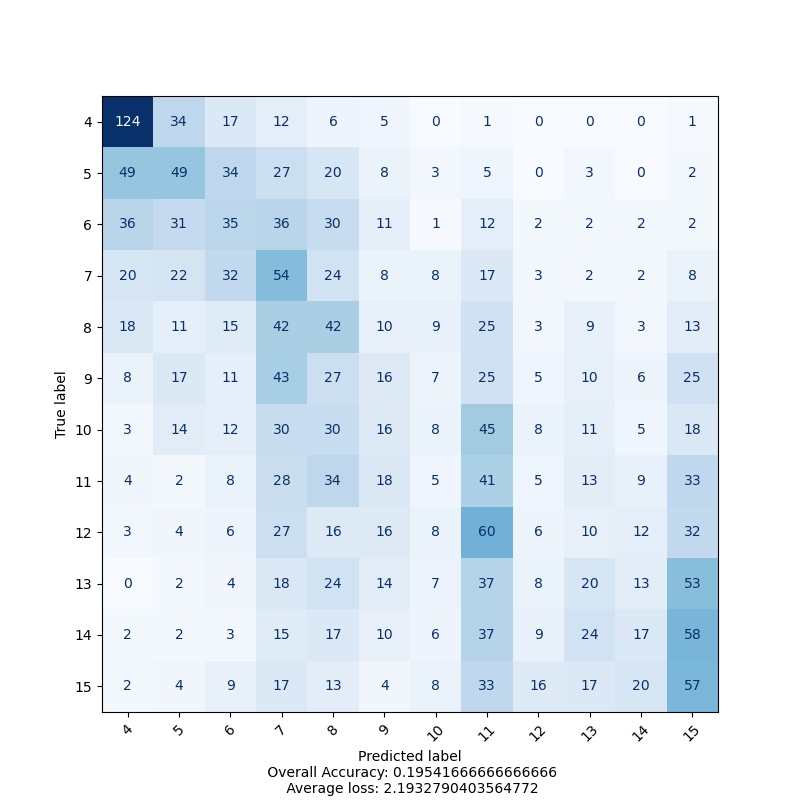 4 124 34 17 12 6 5 0 1 0 0 0 1
5 49 49 34 27 20 8 3 5 0 3 0 2
6 36 31 35 36 30 11 1 12 2 2 2 2
7 20 22 32 54 24 8 8 17 3 2 2 8
8 18 11 15 42 42 10 9 25 3 9 3 13
9 8 17 11 43 27 16 7 25 5 10 6 25
True label
10 3 14 12 30 30 16 8 45 8 11 5 18
11 4 2 8 28 34 18 5 41 5 13 9 33
12 3 4 6 27 16 16 8 60 6 10 12 32
13 0 2 4 18 24 14 7 37 8 20 13 53
14 2 2 3 15 17 10 6 37 9 24 17 58
15 2 4 9 17 13 4 8 33 16 17 20 57
4 5 6 7 8 9 10 11 12 13 14 15
Predicted label
Overall Accuracy: 0.19541666666666666
Average loss: 2.1932790403564772